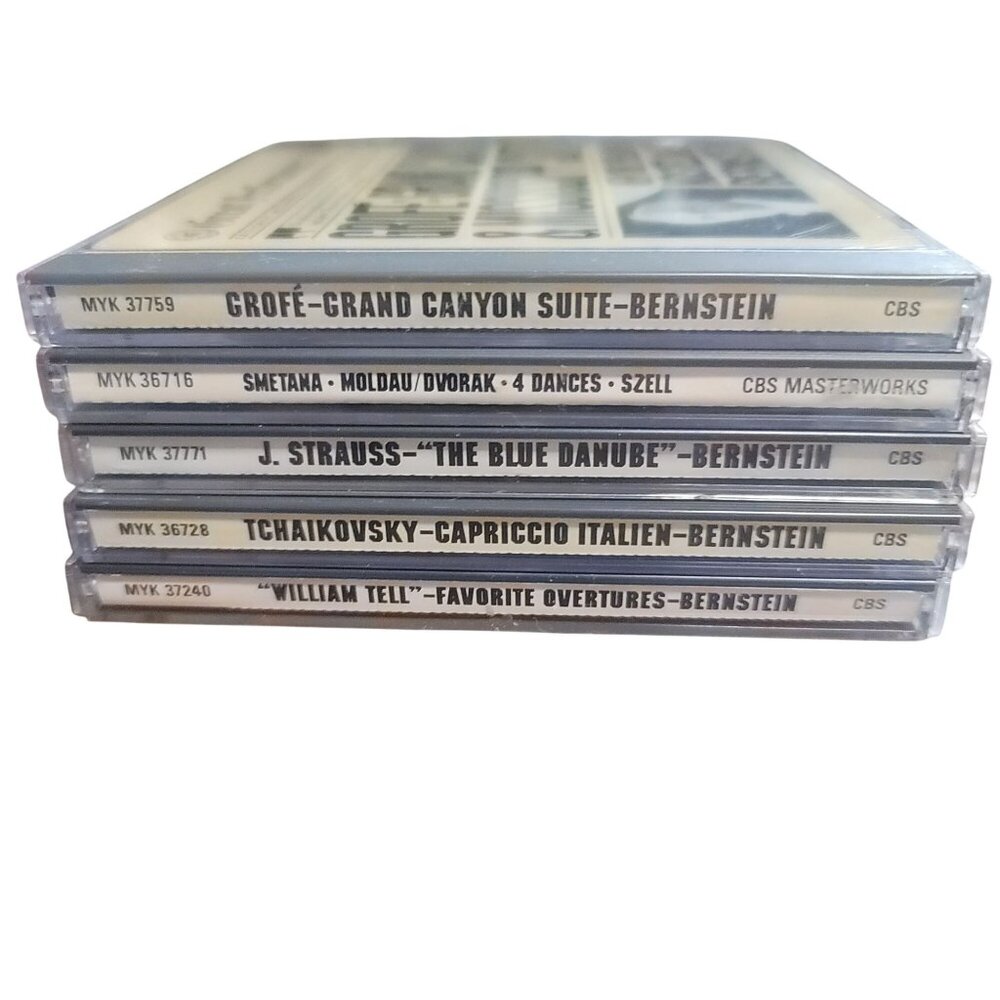 MYK 37759 GROFÉ–GRAND CANYON SUITE–BERNSTEIN CBS
MYK 36716 SMETANA · MOLDAU/DVORAK · 4 DANCES · SZELL CBS MASTERWORKS
MYK 37771 J. STRAUSS–“THE BLUE DANUBE”–BERNSTEIN CBS
MYK 36728 TCHAIKOVSKY–CAPRICCIO ITALIEN–BERNSTEIN CBS
MYK 37240 “WILLIAM TELL”–FAVORITE OVERTURES–BERNSTEIN CBS